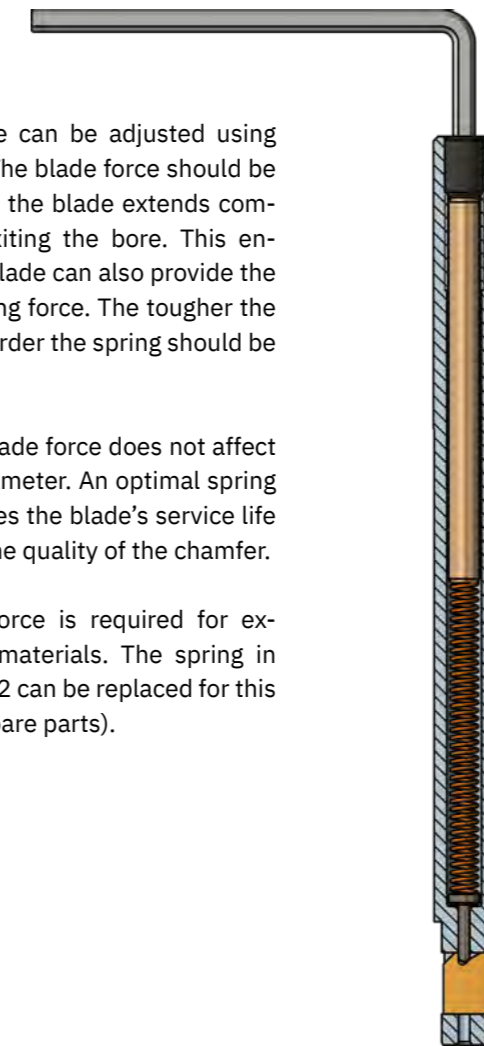 e can be adjusted using
he blade force should be
the blade extends com-
iting the bore. This en-
lade can also provide the
ng force. The tougher the
rder the spring should be
ade force does not affect
meter. An optimal spring
es the blade's service life
he quality of the chamfer.
orce is required for ex-
materials. The spring in
2 can be replaced for this
are parts).